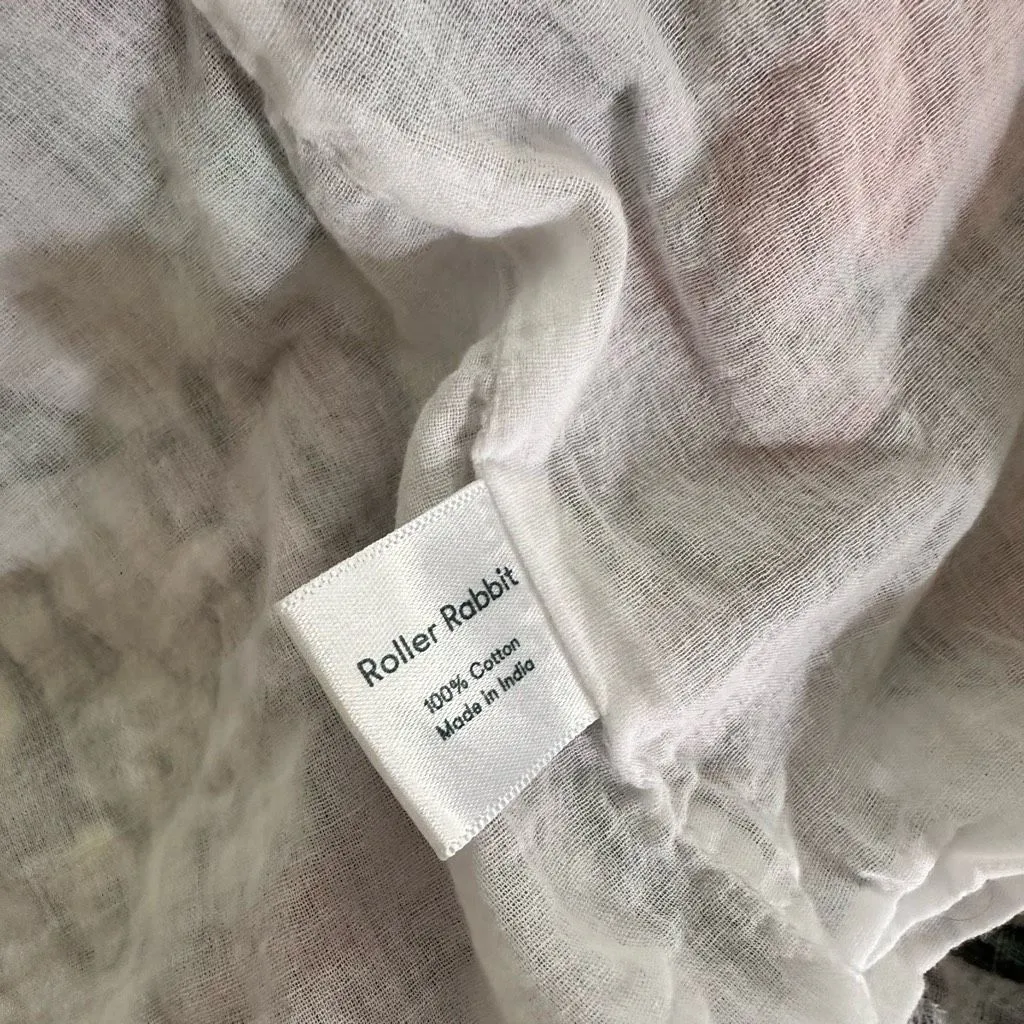 Roller Rabbit
100% Cotton
Made in India